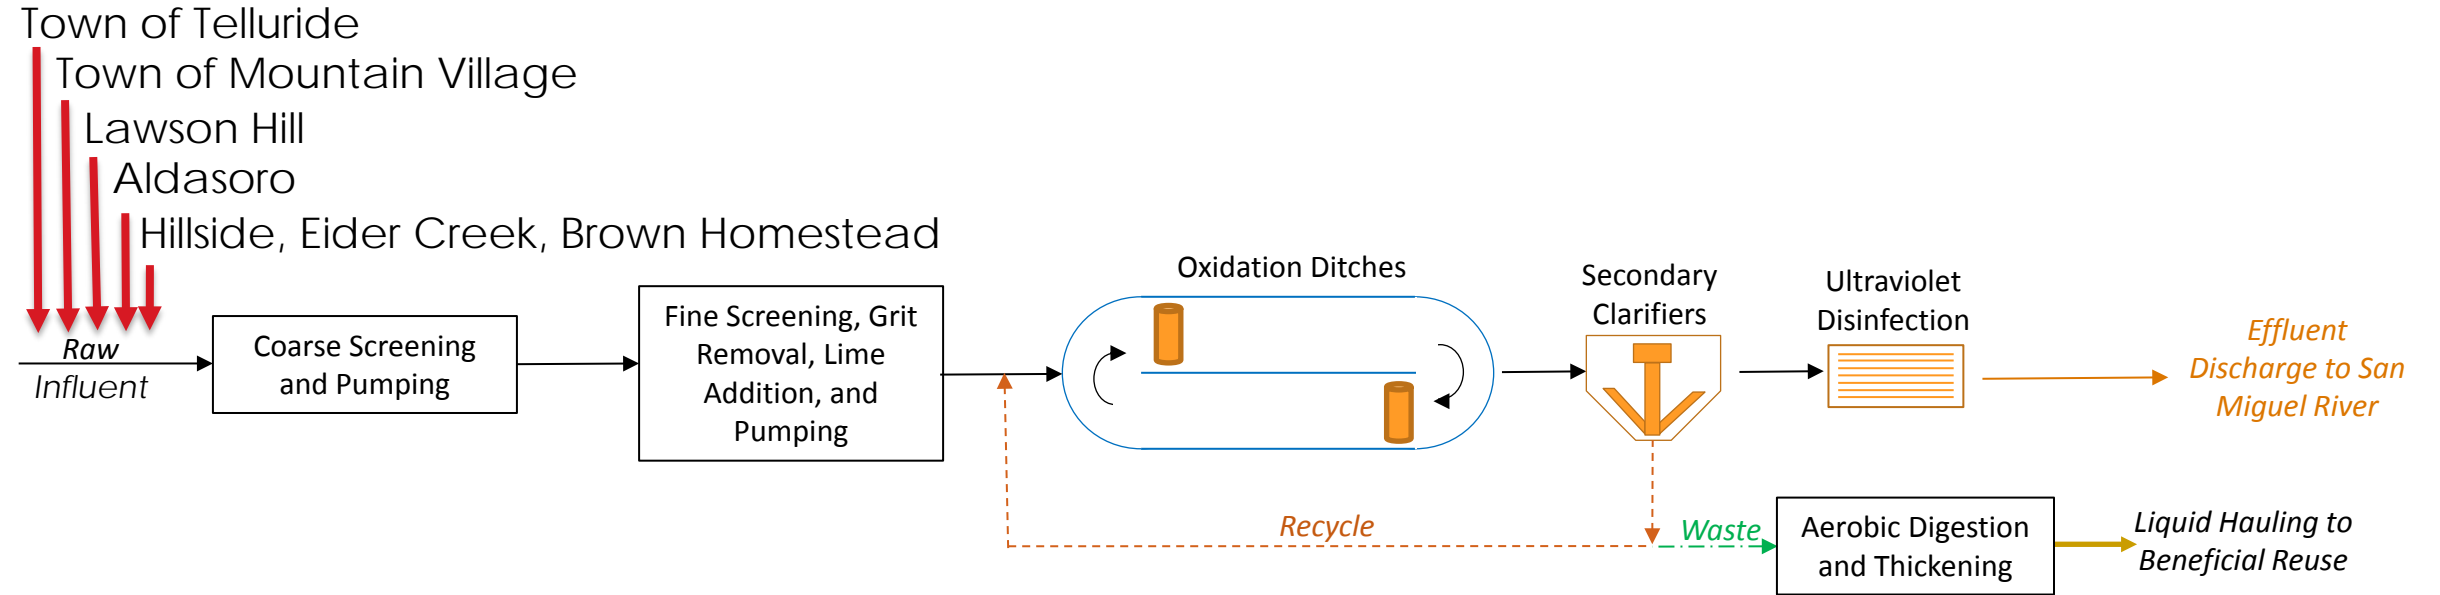 Town of Telluride
Town of Mountain Village
Lawson Hill
Aldasoro
Hillside, Eider Creek, Brown Homestead
Raw
Influent
Coarse Screening
and Pumping
Fine Screening, Grit
Removal, Lime
Addition, and
Pumping
Oxidation Ditches
Secondary
Clarifiers
Ultraviolet
Disinfection
Effluent
Discharge to San
Miguel River
Recycle
Waste
Aerobic Digestion
and Thickening
Liquid Hauling to
Beneficial Reuse